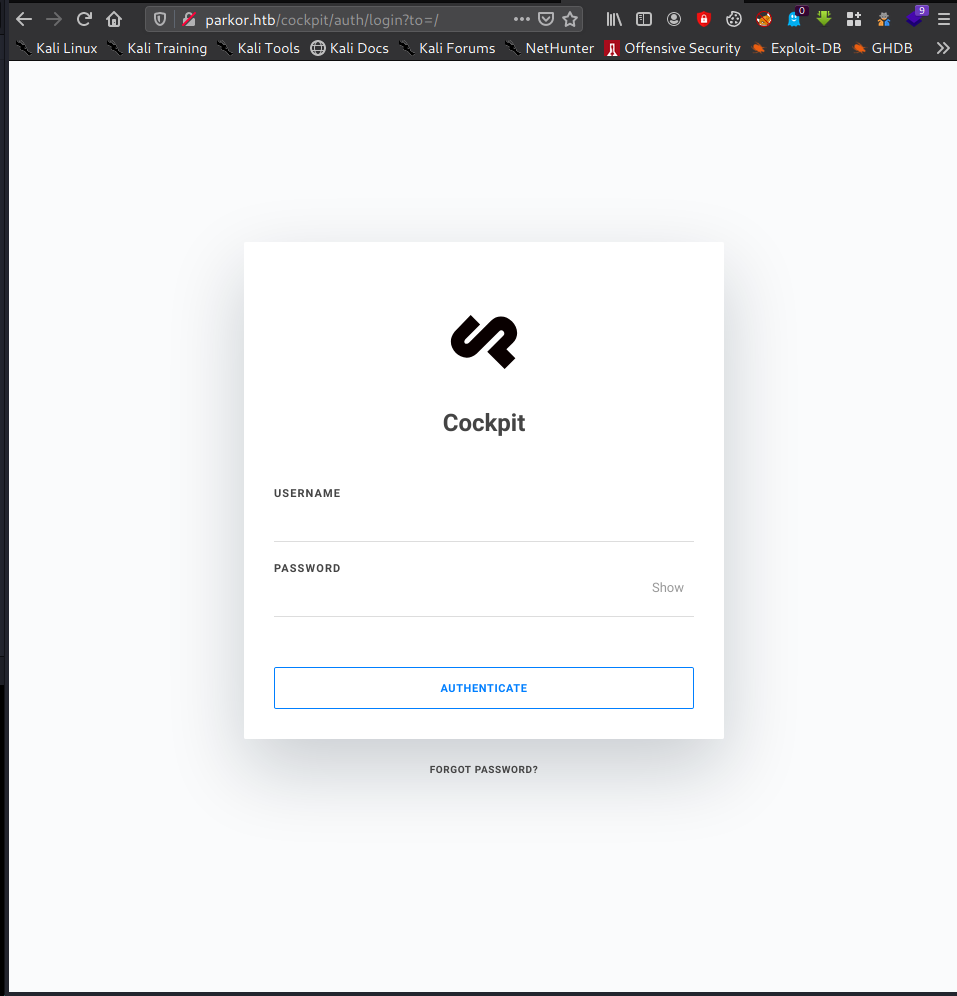 parkor.htb/cockpit/auth/login?to=/
0
9
Kali Linux Kali Training Kali Tools Kali Docs Kali Forums NetHunter Offensive Security Exploit-DB GHDB
Cockpit
USERNAME
PASSWORD
Show
AUTHENTICATE
FORGOT PASSWORD?